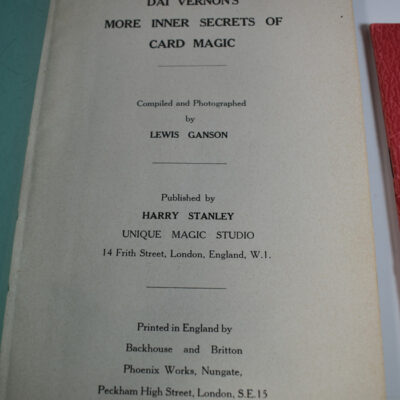 DAI VERNON'S
MORE INNER SECRETS OF
CARD MAGIC
Compiled and Photographed
by
LEWIS GANSON
Published by
HARRY STANLEY
UNIQUE MAGIC STUDIO
14 Frith Street, London, England, W.1.
Printed in England by
Backhouse and Britton
Phoenix Works, Nungate,
Peckham High Street, London, S.E.15